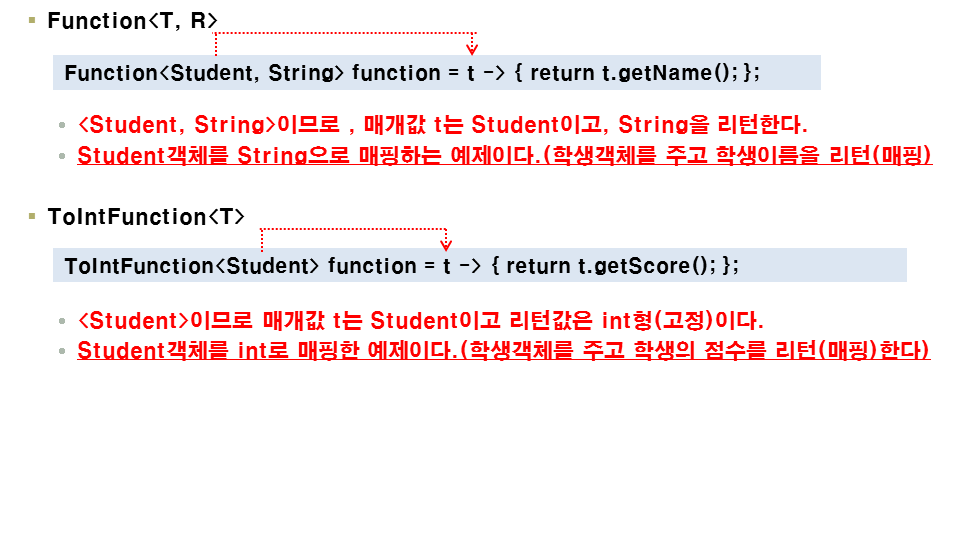 Function<T, R>
Function<Student, String> function = t -> { return t.getName(); };
<Student, String>이므로 , 매개값 t는 Student이고, String을 리턴한다.
Student객체를 String으로 매핑하는 예제이다.(학생객체를 주고 학생이름을 리턴(매핑)
ToIntFunction<T>
ToIntFunction<Student> function = t -> { return t.getScore(); };
<Student>이므로 매개값 t는 Student이고 리턴값은 int형(고정)이다.
Student객체를 int로 매핑한 예제이다.(학생객체를 주고 학생의 점수를 리턴(매핑)한다)